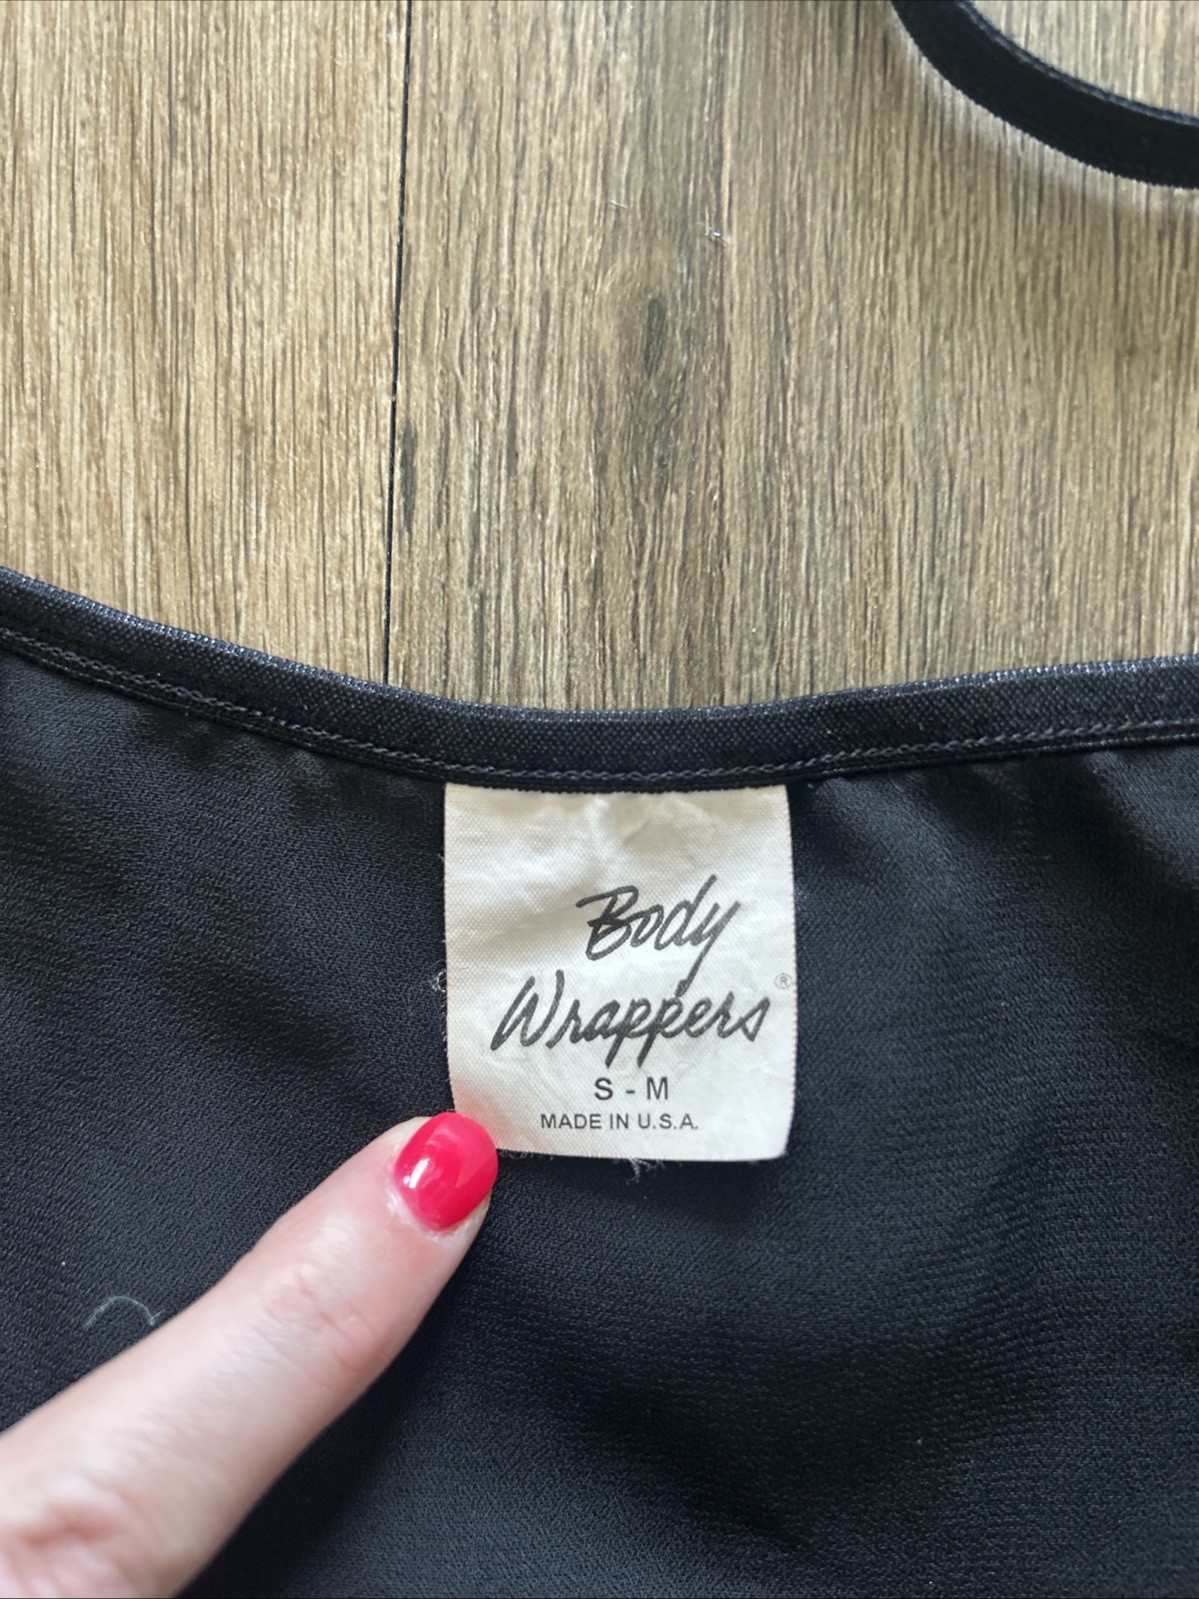 Body
Wrappers®
S - M
MADE IN U.S.A.